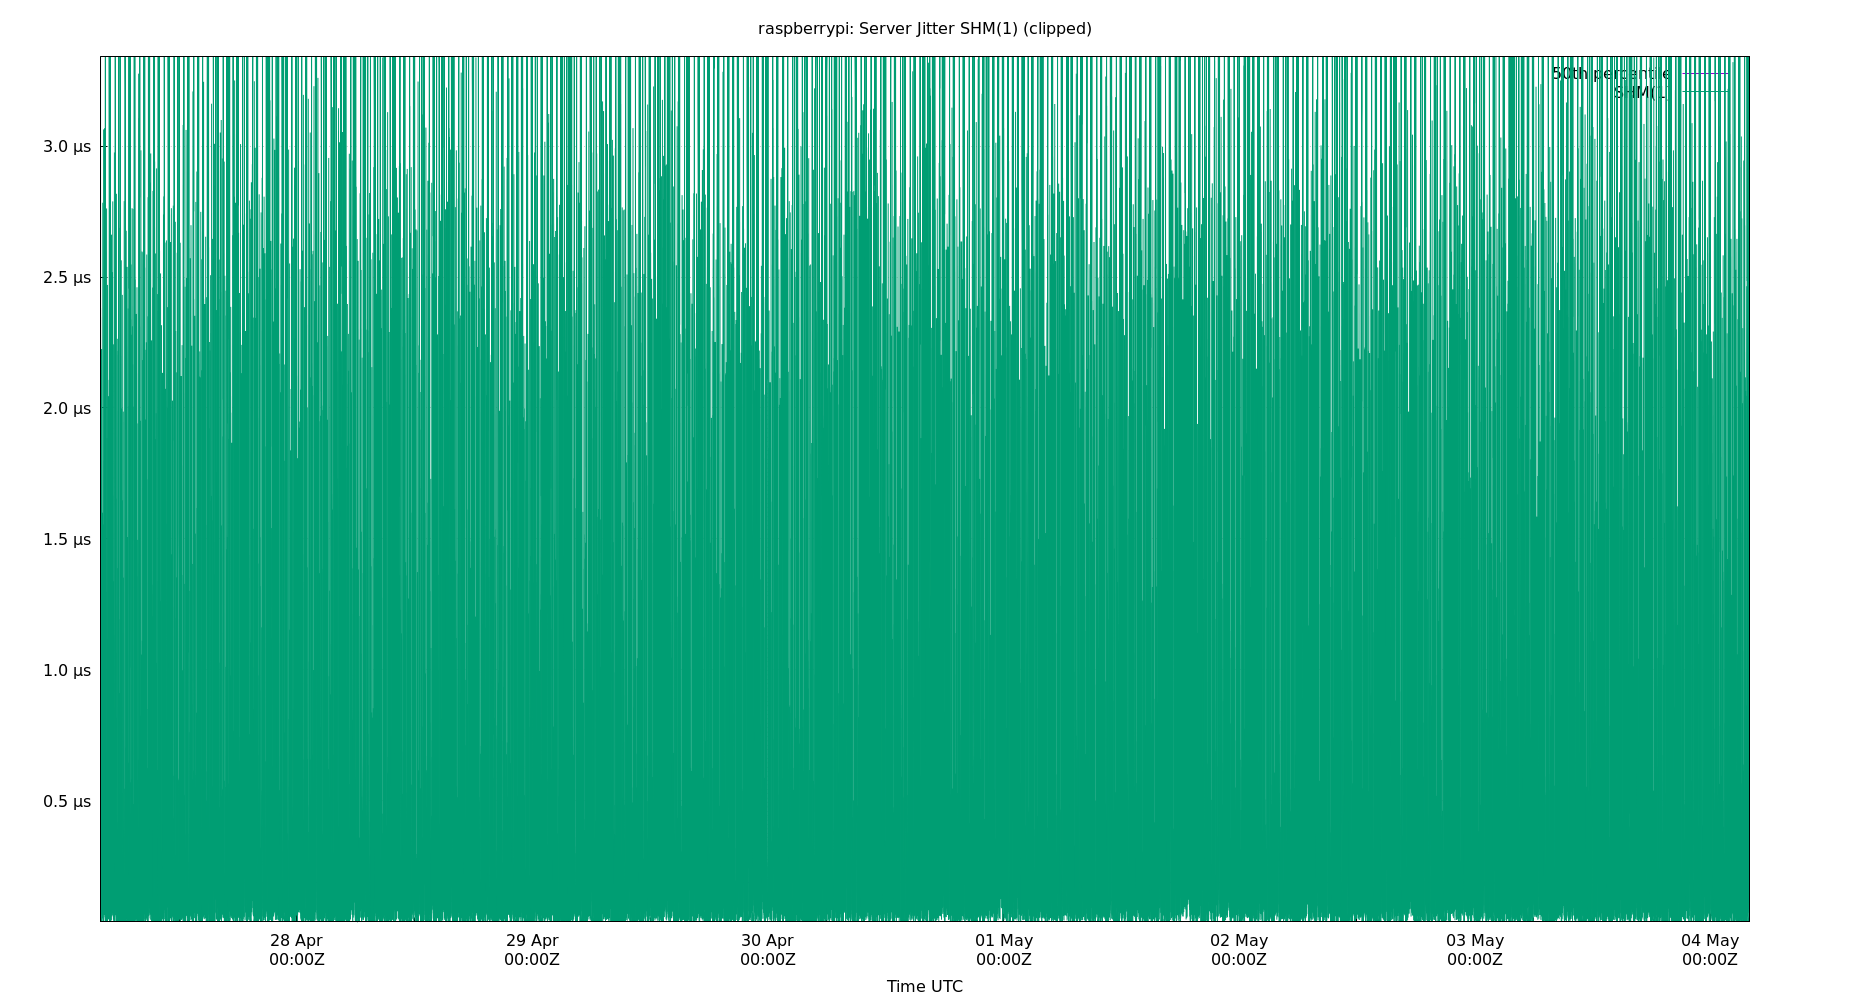 raspberrypi: Server Jitter SHM(1) (clipped)
50th percentile
SHM(1)
3.0 µs
2.5 µs
2.0 µs
1.5 µs
1.0 µs
0.5 µs
28 Apr 29 Apr 30 Apr 01 May 02 May 03 May 04 May
00:00Z 00:00Z 00:00Z 00:00Z 00:00Z 00:00Z 00:00Z
Time UTC